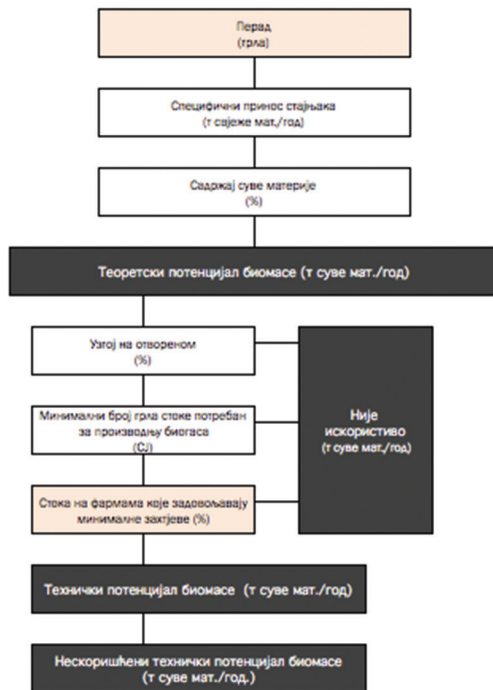 Перад
(грла)
Специфични принос стајњака
(т свјеже мат./год)
Садржај суве материје
(%)
Теоретски потенцијал биомасе (т суве мат./год)
Узгој на отвореном
(%)
Минимални број грла стоке потребан
за производњу биогаса
(СЈ)
Није
искористиво
(т суве мат./год)
Стока на фармама које задовољавају
минималне захтјеве (%)
Технички потенцијал биомасе (т суве мат./год)
Нескоришћени технички потенцијал биомасе
(т суве мат./год.)